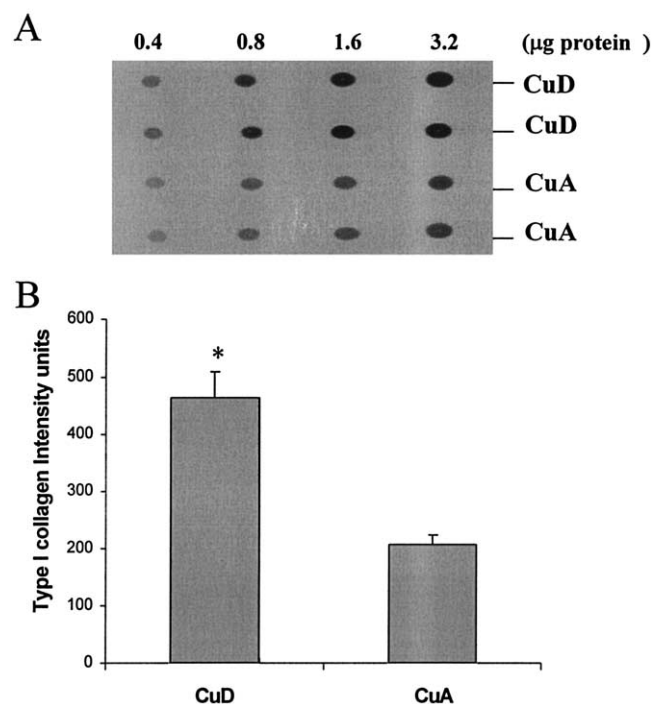 A
0.4 0.8 1.6 3.2 (μg protein )
CuD
CuD
CuA
CuA
B
600
500
400
300
200
100
0
Type I collagen Intensity units
*
CuD CuA